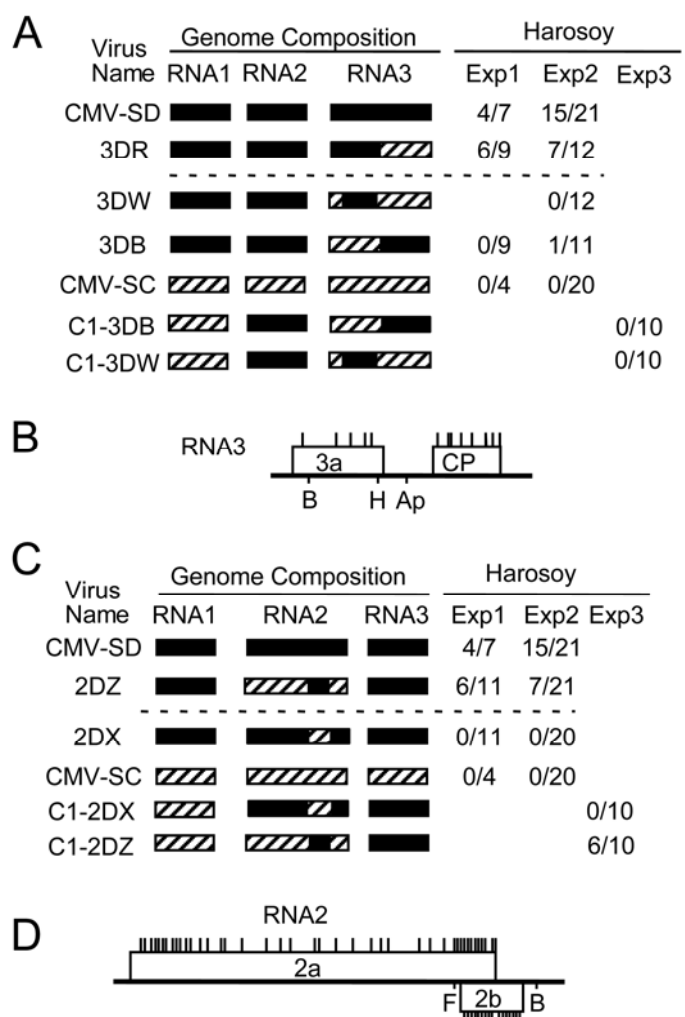 A
Virus Name Genome Composition Harosoy
RNA1 RNA2 RNA3 Exp1 Exp2 Exp3
CMV-SD 4/7 15/21
3DR 6/9 7/12
3DW 0/12
3DB 0/9 1/11
CMV-SC 0/4 0/20
C1-3DB 0/10
C1-3DW 0/10
B
RNA3
3a CP
B H Ap
C
Virus Name Genome Composition Harosoy
RNA1 RNA2 RNA3 Exp1 Exp2 Exp3
CMV-SD 4/7 15/21
2DZ 6/11 7/21
2DX 0/11 0/20
CMV-SC 0/4 0/20
C1-2DX 0/10
C1-2DZ 6/10
D
RNA2
2a
F 2b B